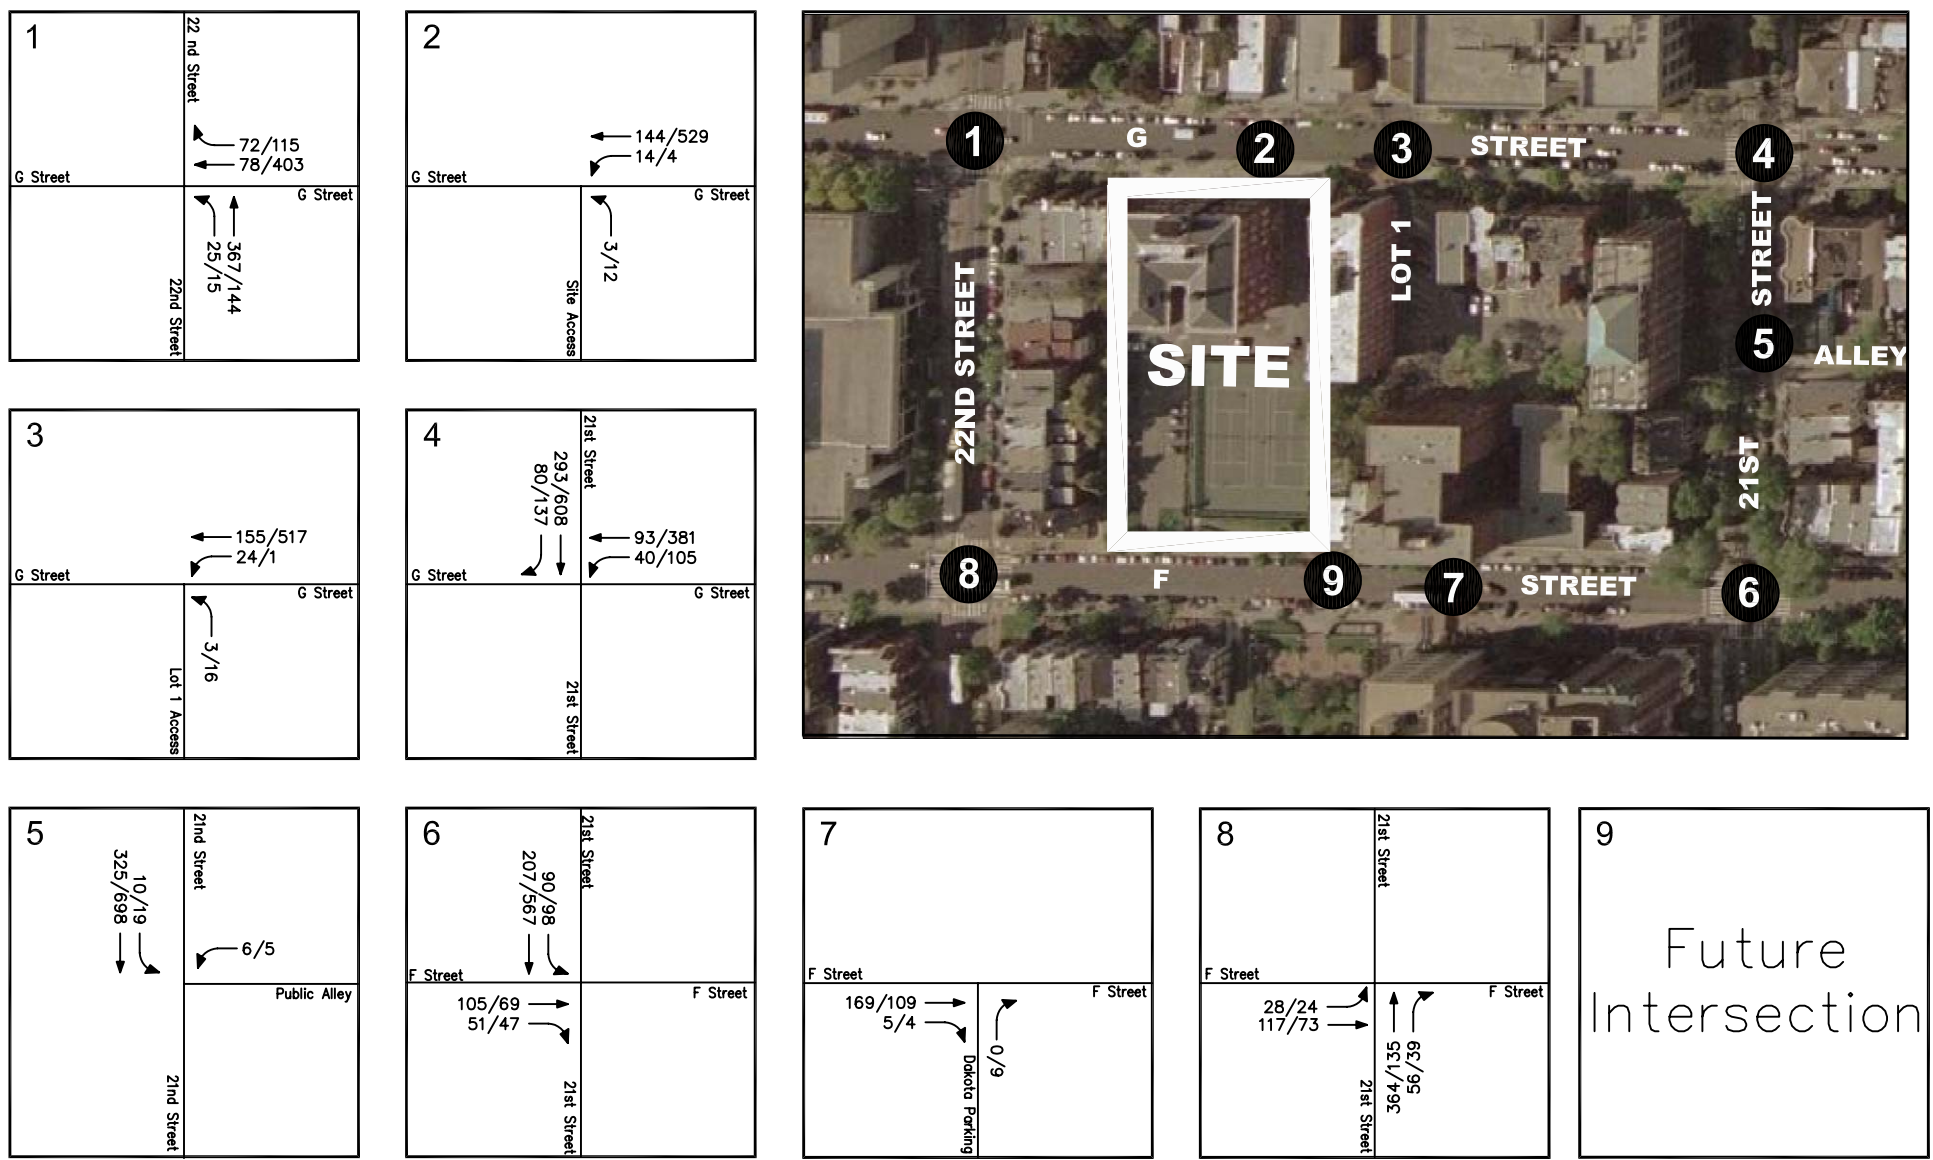 1
22 nd Street
72/115
78/403
G Street
G Street
25/15
367/144
22nd Street
2
144/529
14/4
G Street
G Street
3/12
Site Access
3
155/517
24/1
G Street
G Street
3/16
Lot 1 Access
4
21st Street
293/608
80/137
93/381
40/105
G Street
G Street
21st Street
1
G
2
3
STREET
4
22ND STREET
LOT 1
STREET
5
ALLEY
SITE
21ST
8
F
9
7
STREET
6
5
21nd Street
10/19
325/698
6/5
Public Alley
21nd Street
6
21st Street
90/98
207/567
F Street
F Street
105/69
51/47
21st Street
7
F Street
F Street
169/109
5/4
0/9
Dakota Parking
8
21st Street
F Street
F Street
28/24
117/73
364/135
56/39
21st Street
9
Future
Intersection